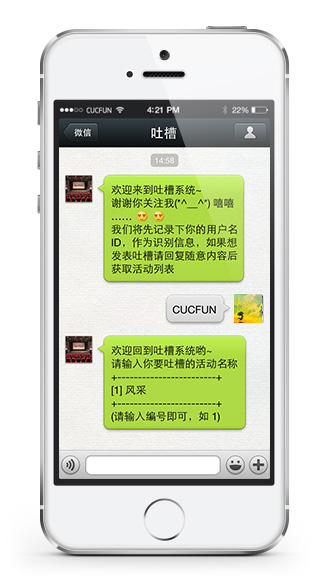 CUCFUN 4:21 PM 22%
微信 吐槽
14:58
欢迎来到吐槽系统~
谢谢你关注我(*^__^*) 嘻嘻
…… 😍 😍
我们将先记录下你的用户名
ID，作为识别信息，如果想
发表吐槽请回复随意内容后
获取活动列表
CUCFUN
欢迎回到吐槽系统哟~
请输入你要吐槽的活动名称
+------------------------+
[1] 风采
+------------------------+
(请输入编号即可，如 1)